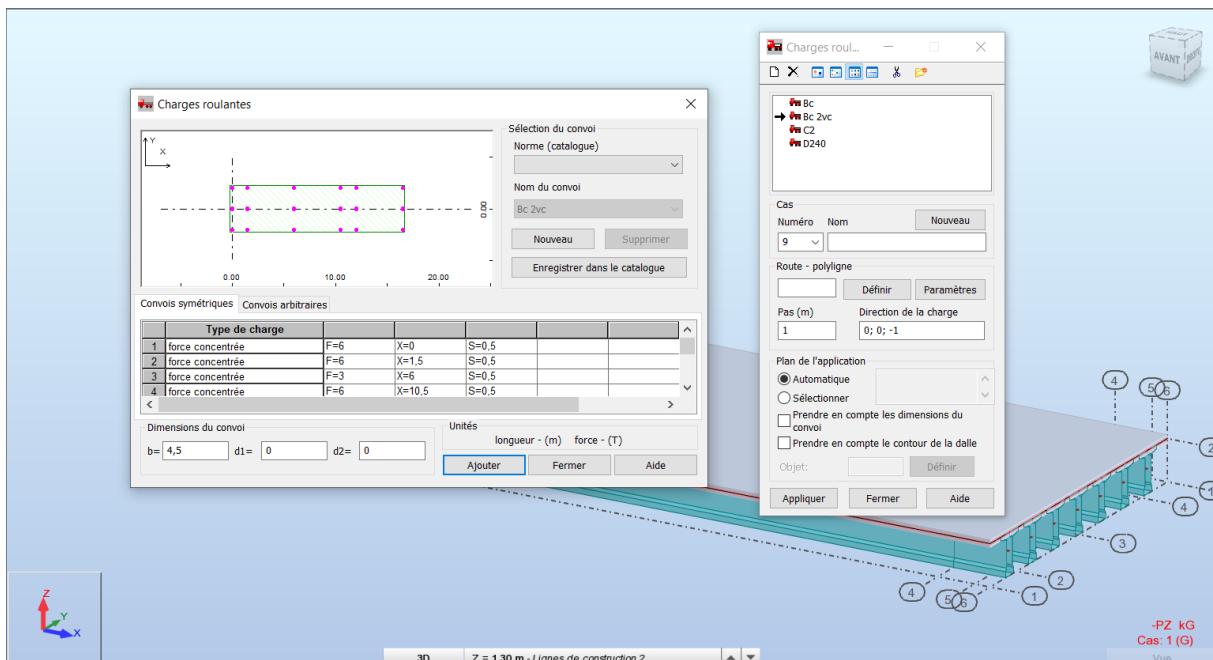 Charges roulantes
Y
X
0.00
0.00
10.00
20.00
Sélection du convoi
Norme (catalogue)
Nom du convoi
Bc 2vc
Nouveau
Supprimer
Enregistrer dans le catalogue
Convois symétriques
Convois arbitraires
Type de charge
1 force concentrée F=6 X=0 S=0,5
2 force concentrée F=6 X=1,5 S=0,5
3 force concentrée F=3 X=6 S=0,5
4 force concentrée F=6 X=10,5 S=0,5
Dimensions du convoi
b= 4,5 d1= 0 d2= 0
Unités
longueur - (m) force - (T)
Ajouter
Fermer
Aide
Charges roul...
Bc
Bc 2vc
C2
D240
Cas
Numéro Nom
Nouveau
9
Route - polyligne
Définir
Paramètres
Pas (m) Direction de la charge
1 0; 0; -1
Plan de l'application
Automatique
Sélectionner
Prendre en compte les dimensions du
convoi
Prendre en compte le contour de la dalle
Objet:
Définir
Appliquer
Fermer
Aide
AVANT
4
5
6
2
1
4
3
2
1
4
5
6
Z
Y
X
-PZ kG
Cas: 1 (G)
Vue
3D
Z = 1,30 m - Lignes de construction 2